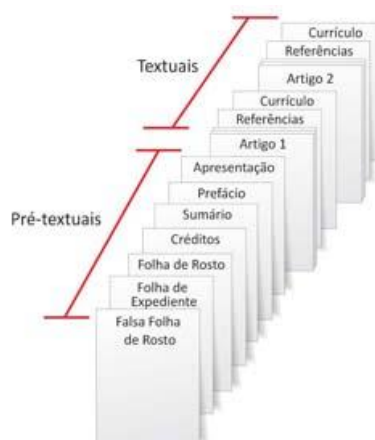 Currículo
Referências
Textuais
Artigo 2
Currículo
Referências
Artigo 1
Apresentação
Prefácio
Sumário
Pré-textuais
Créditos
Folha de Rosto
Folha de
Expediente
Falsa Folha
de Rosto